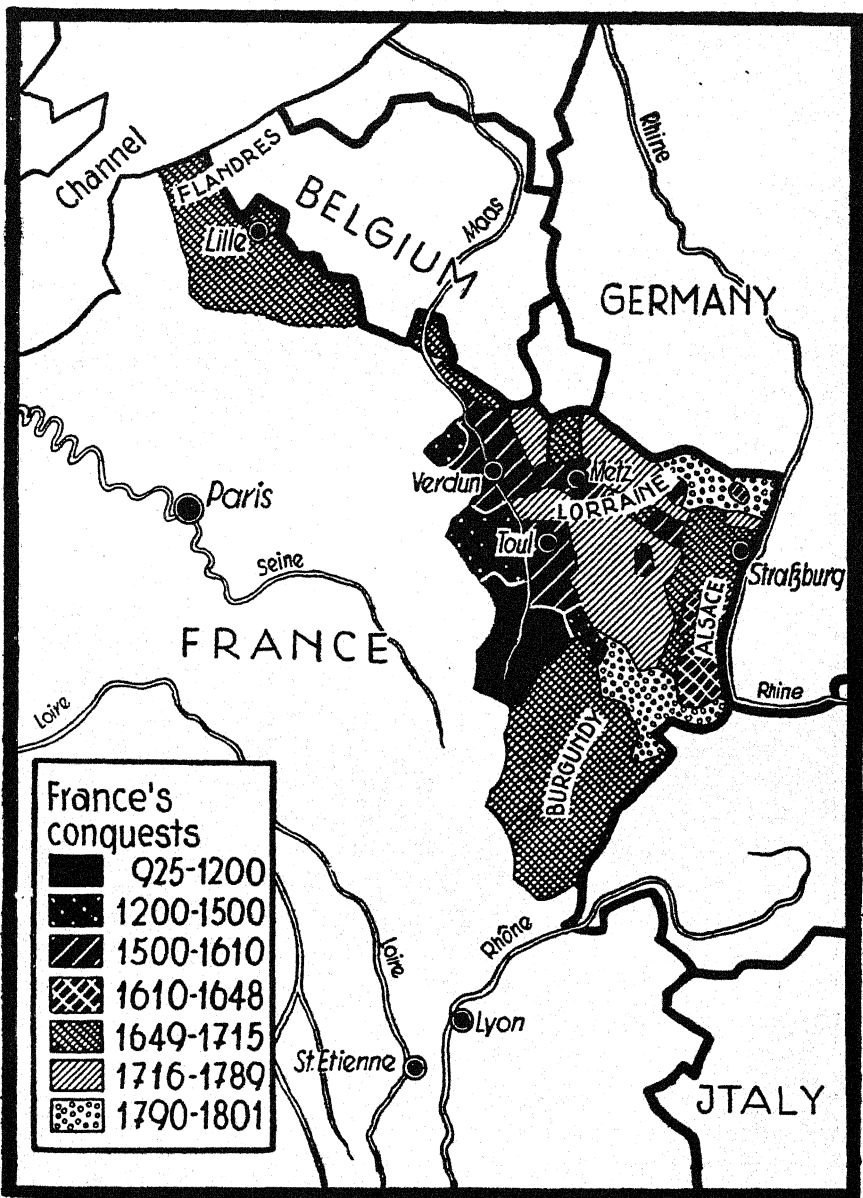 Channel
FLANDRES
Lille
BELGIUM
Maas
Rhine
GERMANY
Verdun
Metz
LORRAINE
Toul
Straßburg
ALSACE
Paris
Seine
FRANCE
Loire
Rhine
BURGUNDY
France's
conquests
925-1200
1200-1500
1500-1610
1610-1648
1649-1715
1716-1789
1790-1801
Loire
Rhône
Lyon
St. Etienne
JTALY